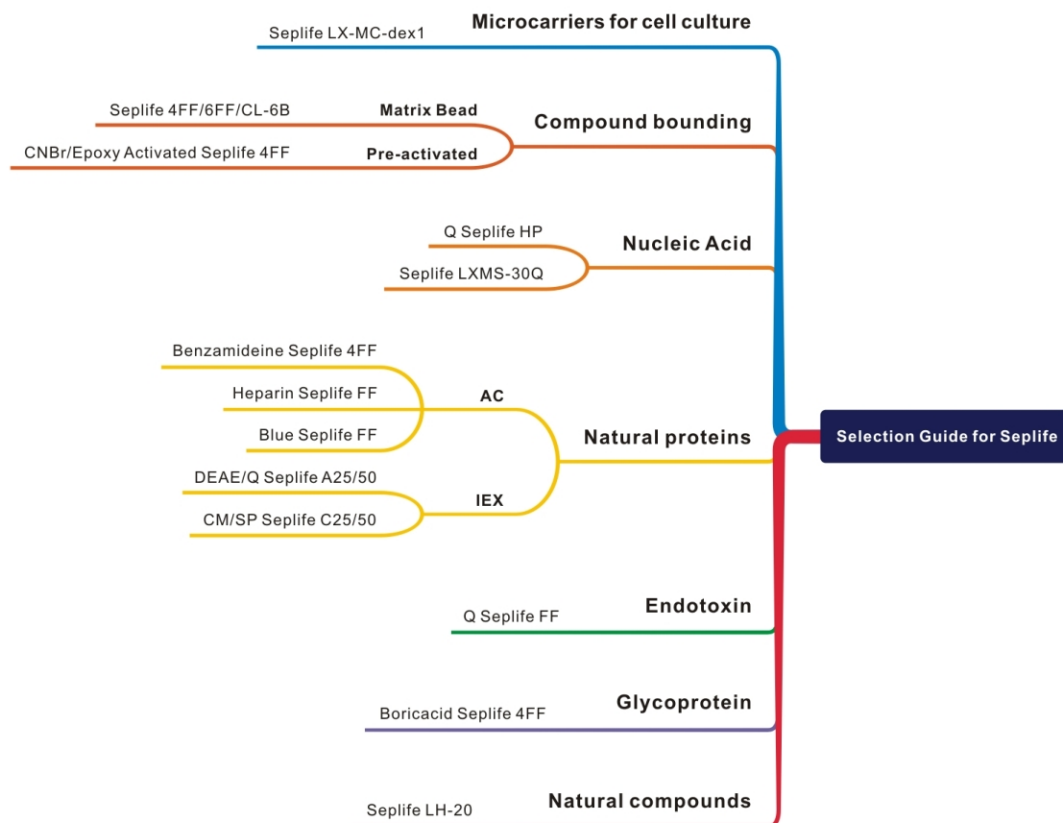 Microcarriers for cell culture
Seplife LX-MC-dex1
Compound bounding
Matrix Bead
Seplife 4FF/6FF/CL-6B
Pre-activated
CNBr/Epoxy Activated Seplife 4FF
Nucleic Acid
Q Seplife HP
Seplife LXMS-30Q
Natural proteins
AC
Benzamideine Seplife 4FF
Heparin Seplife FF
Blue Seplife FF
IEX
DEAE/Q Seplife A25/50
CM/SP Seplife C25/50
Selection Guide for Seplife
Endotoxin
Q Seplife FF
Glycoprotein
Boricacid Seplife 4FF
Natural compounds
Seplife LH-20